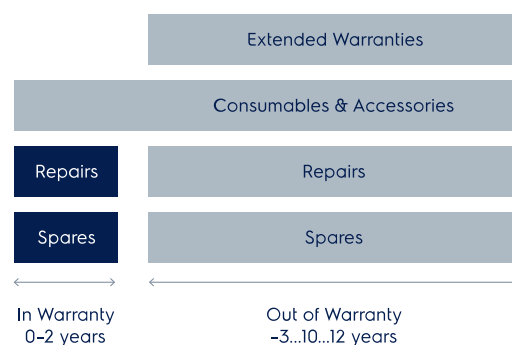 Extended Warranties
Consumables & Accessories
Repairs
Repairs
Spares
Spares
In Warranty
0–2 years
Out of Warranty
–3...10...12 years